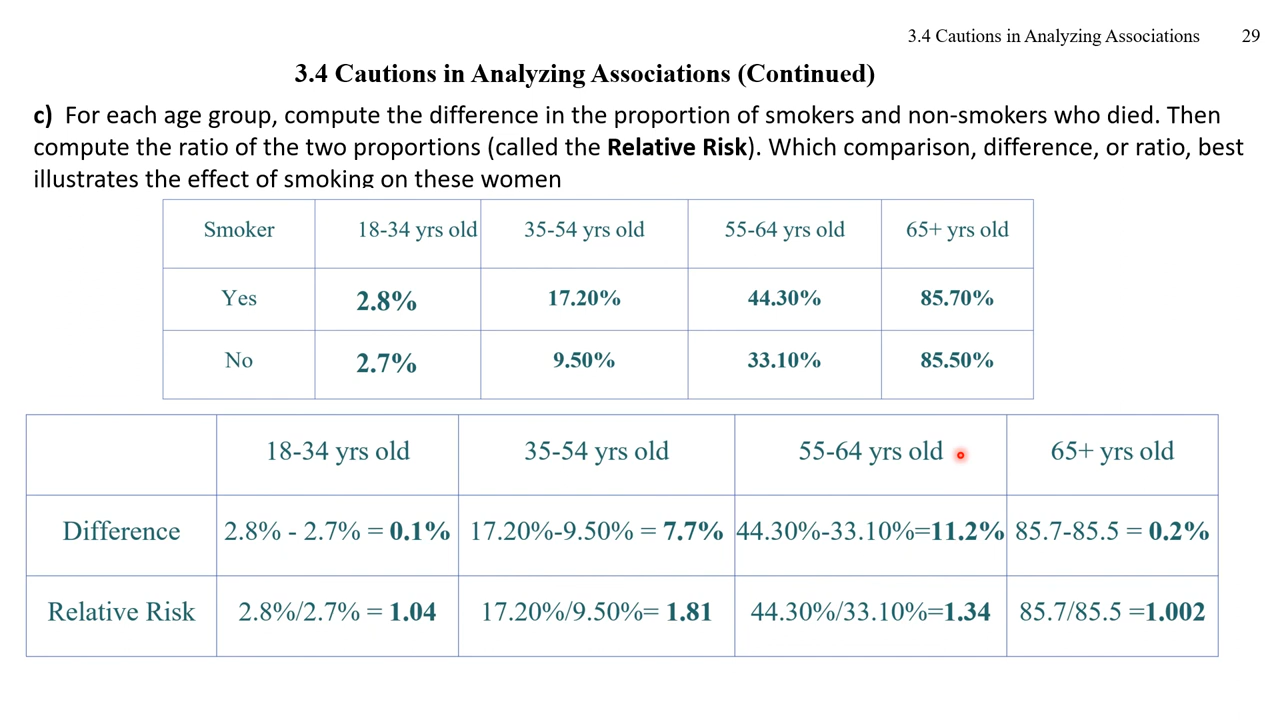 3.4 Cautions in Analyzing Associations 29
3.4 Cautions in Analyzing Associations (Continued)
c) For each age group, compute the difference in the proportion of smokers and non-smokers who died. Then
compute the ratio of the two proportions (called the Relative Risk). Which comparison, difference, or ratio, best
illustrates the effect of smoking on these women
Smoker 18-34 yrs old 35-54 yrs old 55-64 yrs old 65+ yrs old
Yes 2.8% 17.20% 44.30% 85.70%
No 2.7% 9.50% 33.10% 85.50%
18-34 yrs old 35-54 yrs old 55-64 yrs old 65+ yrs old
Difference 2.8% - 2.7% = 0.1% 17.20%-9.50% = 7.7% 44.30%-33.10%=11.2% 85.7-85.5 = 0.2%
Relative Risk 2.8%/2.7% = 1.04 17.20%/9.50%= 1.81 44.30%/33.10%=1.34 85.7/85.5 =1.002